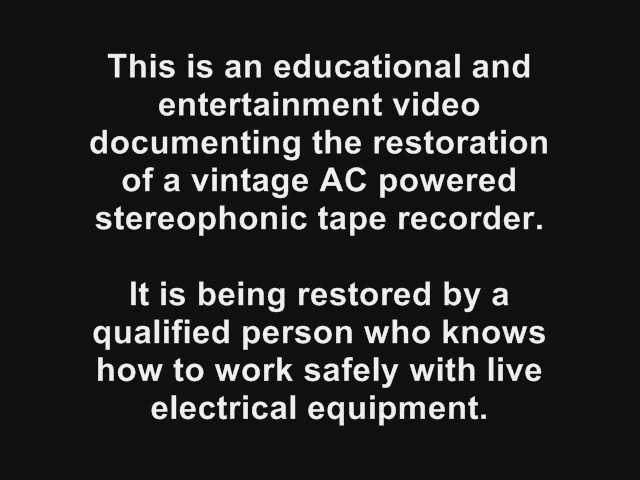 This is an educational and
entertainment video
documenting the restoration
of a vintage AC powered
stereophonic tape recorder.
It is being restored by a
qualified person who knows
how to work safely with live
electrical equipment.